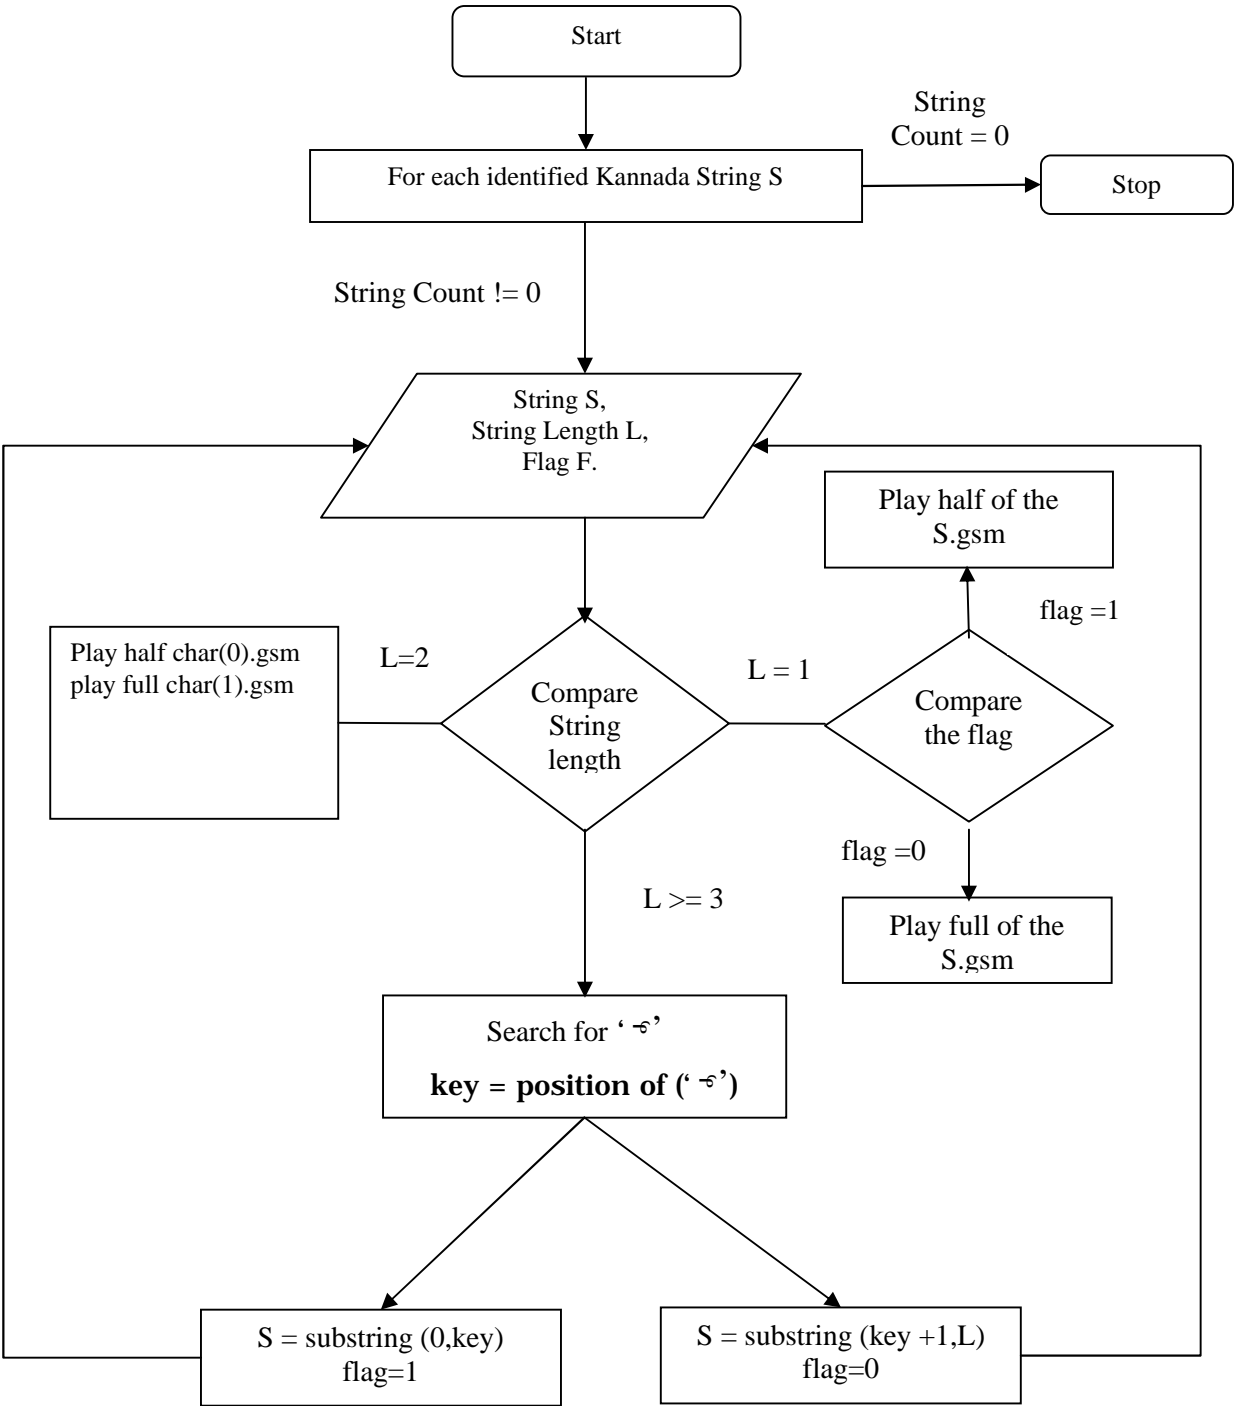 Start
String
Count = 0
For each identified Kannada String S
Stop
String Count != 0
String S,
String Length L,
Flag F.
Play half of the
S.gsm
flag =1
Play half char(0).gsm
play full char(1).gsm
L=2
L = 1
Compare
String
length
Compare
the flag
flag =0
L >= 3
Play full of the
S.gsm
Search for ‘ ’
key = position of (‘ ’)
S = substring (0,key)
flag=1
S = substring (key +1,L)
flag=0